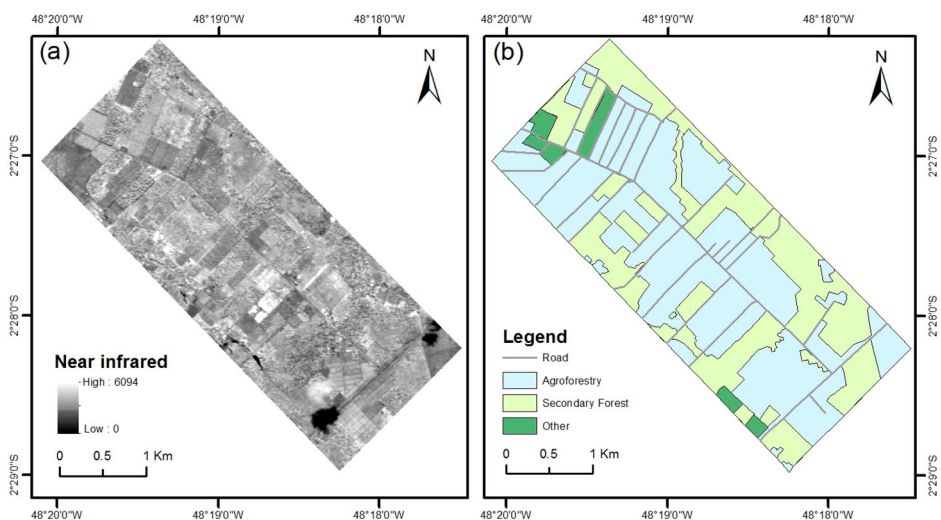 48°20'0"W 48°19'0"W 48°18'0"W
(a)
N
2°27'0"S
2°28'0"S
2°29'0"S
Near infrared
High : 6094
Low : 0
0 0.5 1 Km
48°20'0"W 48°19'0"W 48°18'0"W
48°20'0"W 48°19'0"W 48°18'0"W
(b)
N
2°27'0"S
2°28'0"S
2°29'0"S
Legend
Road
Agroforestry
Secondary Forest
Other
0 0.5 1 Km
48°20'0"W 48°19'0"W 48°18'0"W